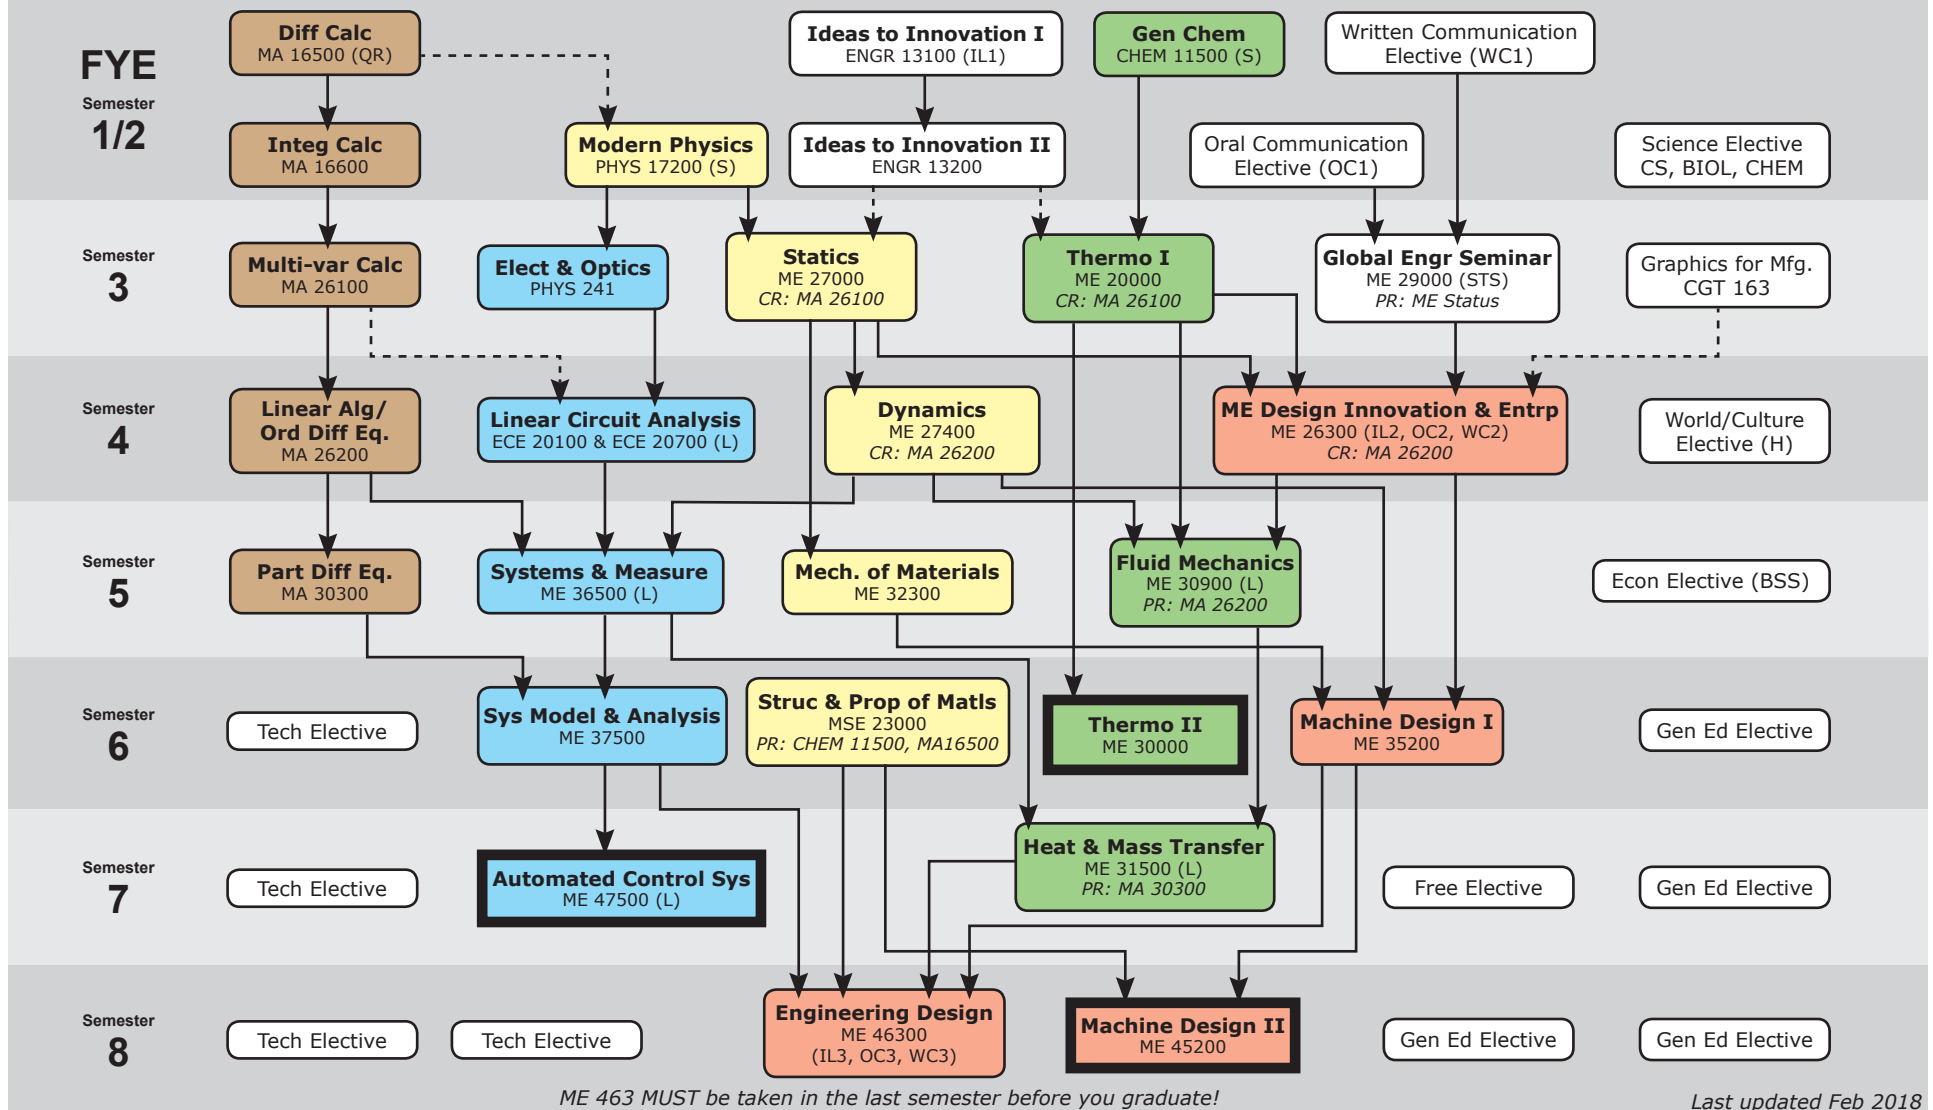 FYE
Semester
1/2
Diff Calc
MA 16500 (QR)
Ideas to Innovation I
ENGR 13100 (IL1)
Gen Chem
CHEM 11500 (S)
Written Communication
Elective (WC1)
Integ Calc
MA 16600
Modern Physics
PHYS 17200 (S)
Ideas to Innovation II
ENGR 13200
Oral Communication
Elective (OC1)
Science Elective
CS, BIOL, CHEM
Semester
3
Multi-var Calc
MA 26100
Elect & Optics
PHYS 241
Statics
ME 27000
CR: MA 26100
Thermo I
ME 20000
CR: MA 26100
Global Engr Seminar
ME 29000 (STS)
PR: ME Status
Graphics for Mfg.
CGT 163
Semester
4
Linear Alg/
Ord Diff Eq.
MA 26200
Linear Circuit Analysis
ECE 20100 & ECE 20700 (L)
Dynamics
ME 27400
CR: MA 26200
ME Design Innovation & Entrp
ME 26300 (IL2, OC2, WC2)
CR: MA 26200
World/Culture
Elective (H)
Semester
5
Part Diff Eq.
MA 30300
Systems & Measure
ME 36500 (L)
Mech. of Materials
ME 32300
Fluid Mechanics
ME 30900 (L)
PR: MA 26200
Econ Elective (BSS)
Semester
6
Tech Elective
Sys Model & Analysis
ME 37500
Struc & Prop of Matls
MSE 23000
PR: CHEM 11500, MA16500
Thermo II
ME 30000
Machine Design I
ME 35200
Gen Ed Elective
Semester
7
Tech Elective
Automated Control Sys
ME 47500 (L)
Heat & Mass Transfer
ME 31500 (L)
PR: MA 30300
Free Elective
Gen Ed Elective
Semester
8
Tech Elective
Tech Elective
Engineering Design
ME 46300
(IL3, OC3, WC3)
Machine Design II
ME 45200
Gen Ed Elective
Gen Ed Elective
ME 463 MUST be taken in the last semester before you graduate!
Last updated Feb 2018